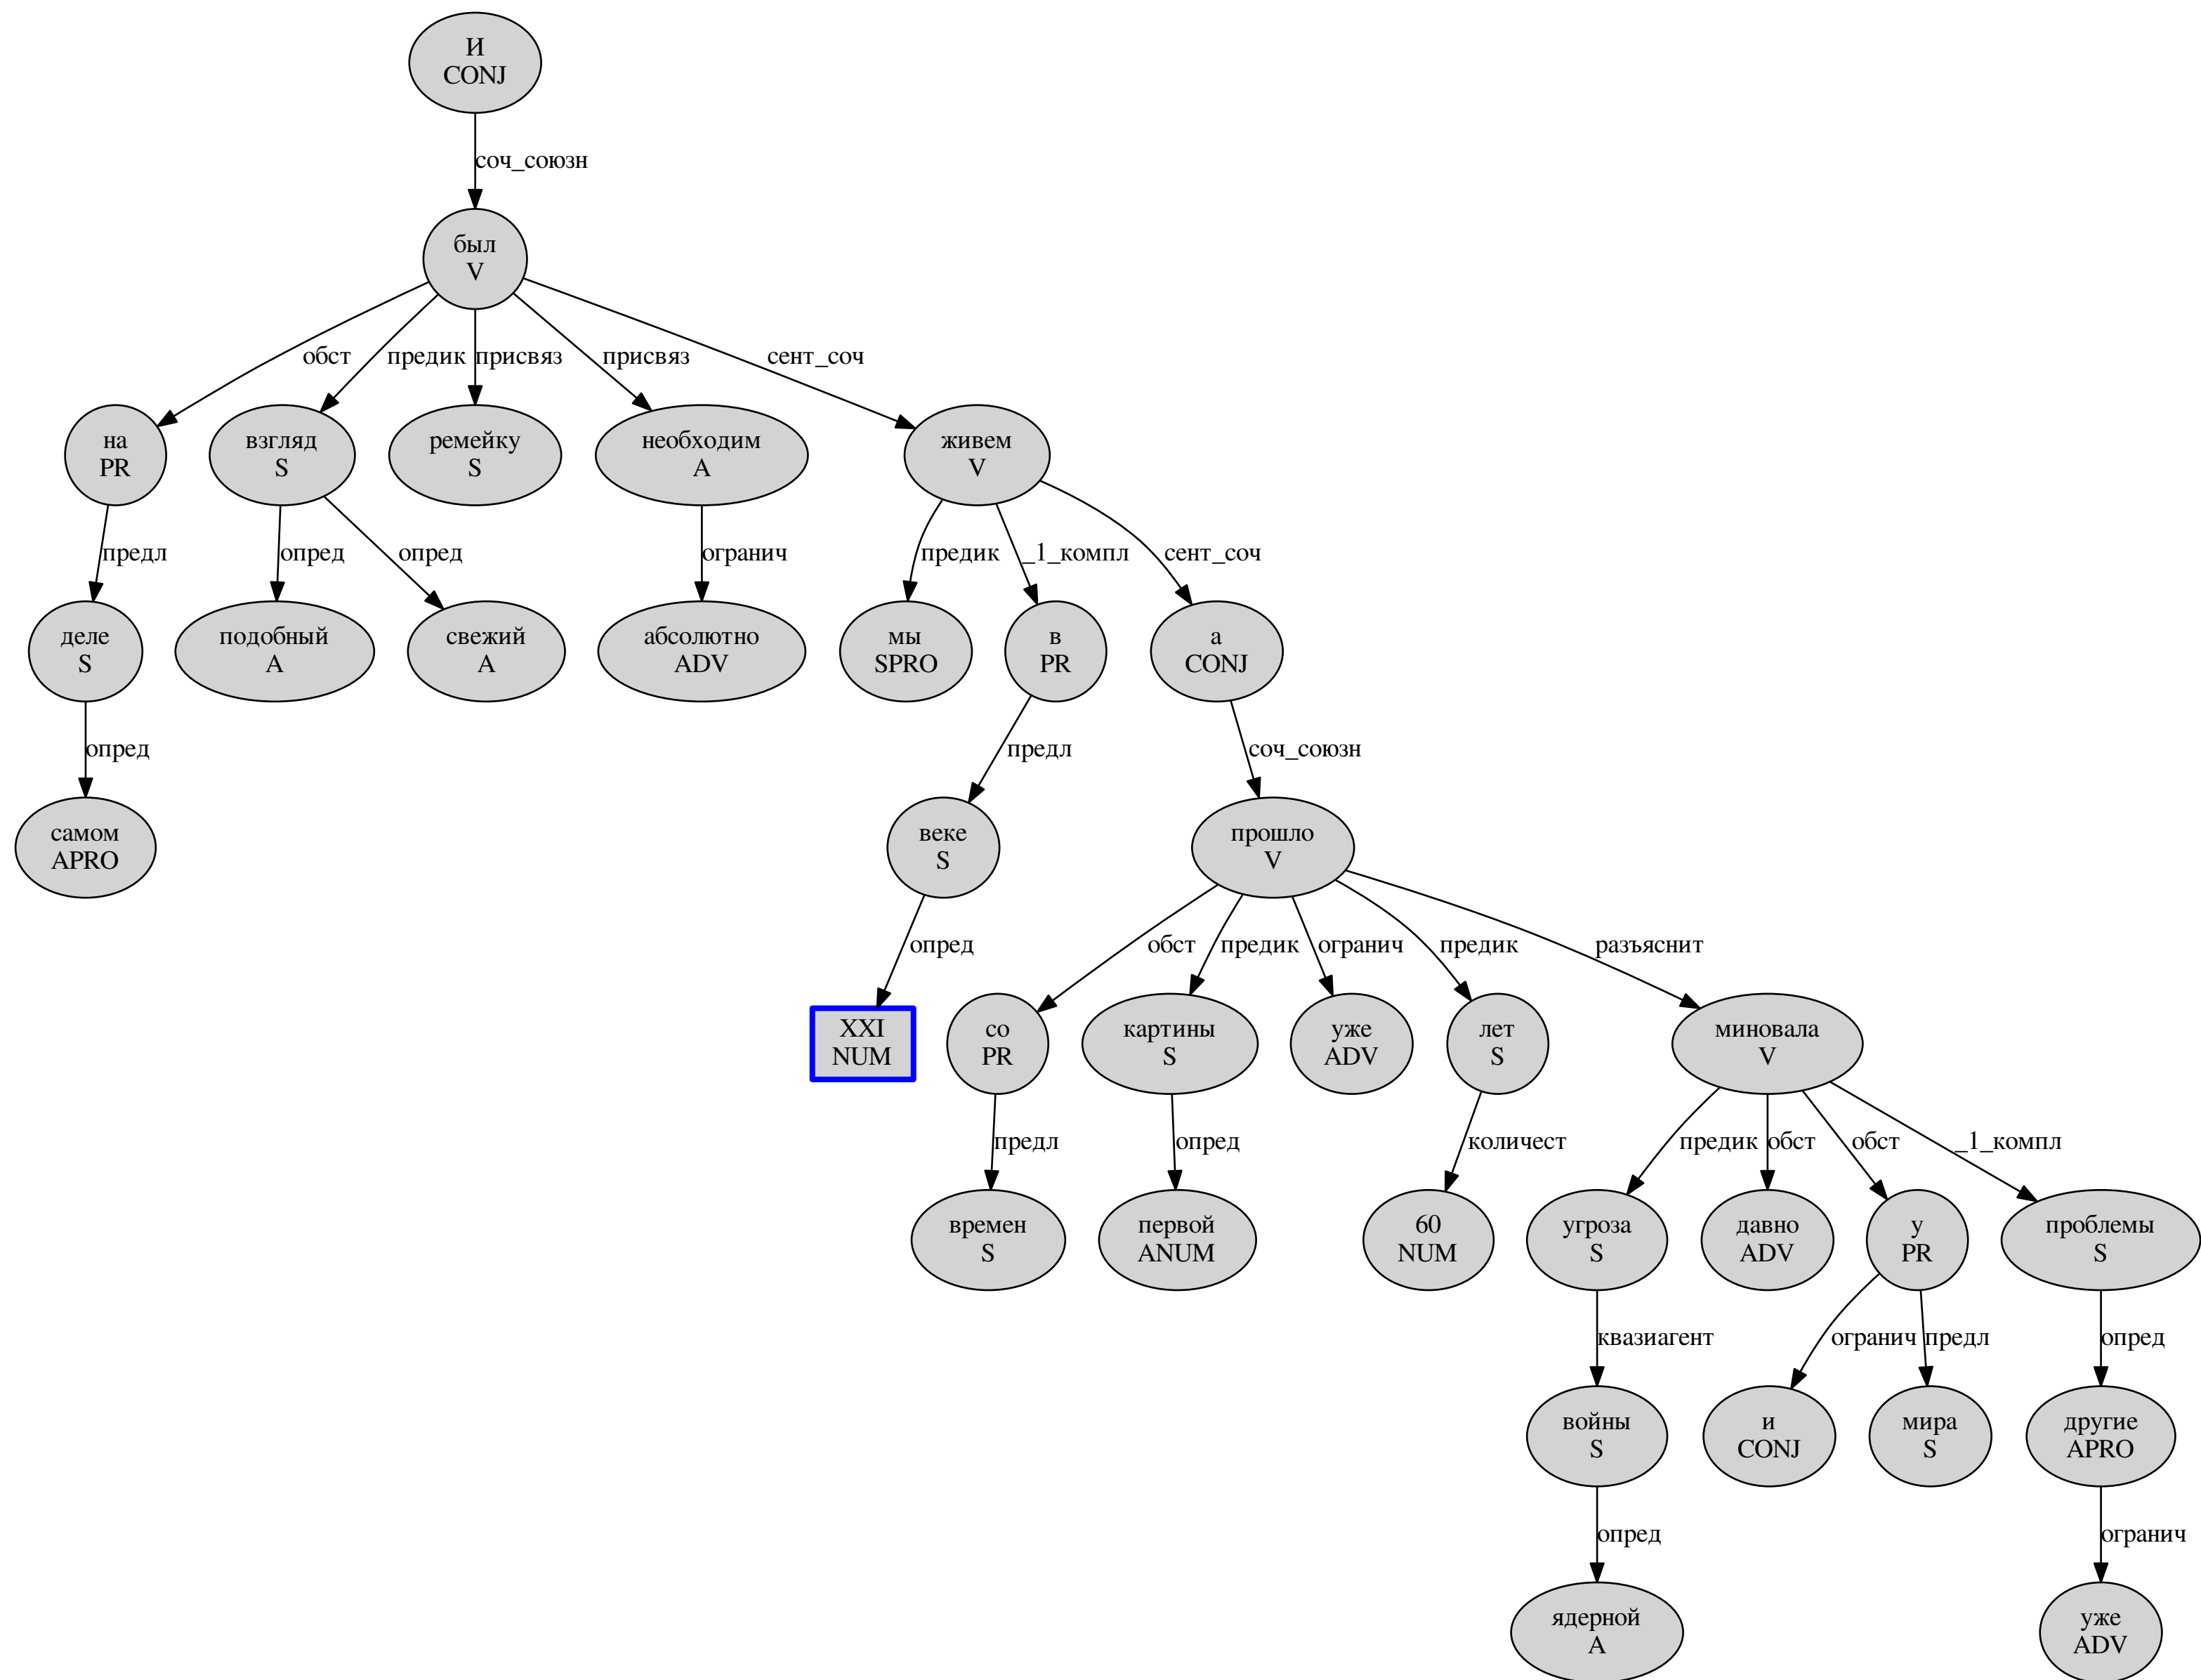 И
CONJ
соч_союзн
был
V
обст
предик
присвяз
присвяз
сент_соч
на
PR
взгляд
S
ремейку
S
необходим
A
живем
V
предл
опред
опред
огранич
предик
_1_компл
сент_соч
деле
S
подобный
A
свежий
A
абсолютно
ADV
мы
SPRO
в
PR
а
CONJ
опред
предл
соч_союзн
самом
APRO
веке
S
прошло
V
опред
обст
предик
огранич
предик
разъяснит
XXI
NUM
со
PR
картины
S
уже
ADV
лет
S
миновала
V
предл
опред
количест
предик
обст
обст
_1_компл
времен
S
первой
ANUM
60
NUM
угроза
S
давно
ADV
у
PR
проблемы
S
квазиагент
огранич
предл
опред
войны
S
и
CONJ
мира
S
другие
APRO
опред
огранич
ядерной
A
уже
ADV